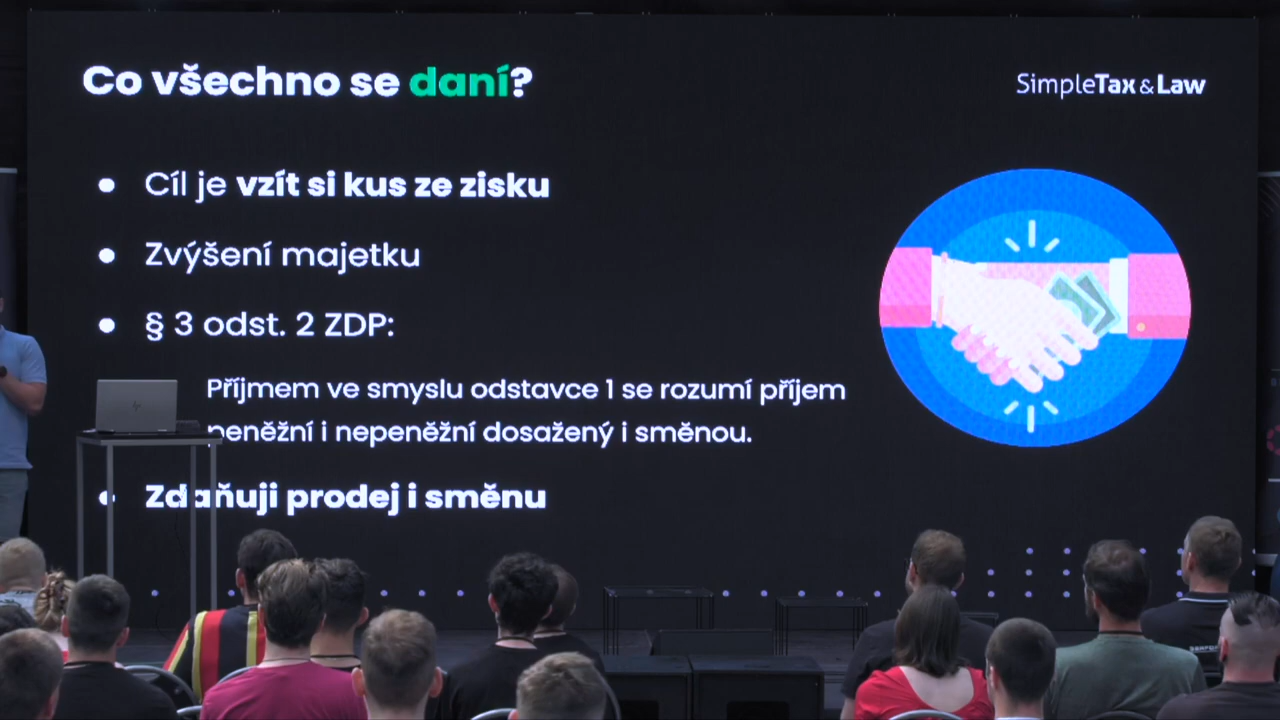 Co všechno se daní?
SimpleTax & Law
Cíl je vzít si kus ze zisku
Zvýšení majetku
§ 3 odst. 2 ZDP:
Příjmem ve smyslu odstavce 1 se rozumí příjem
peněžní i nepeněžní dosažený i směnou.
Zdaňuji prodej i směnu